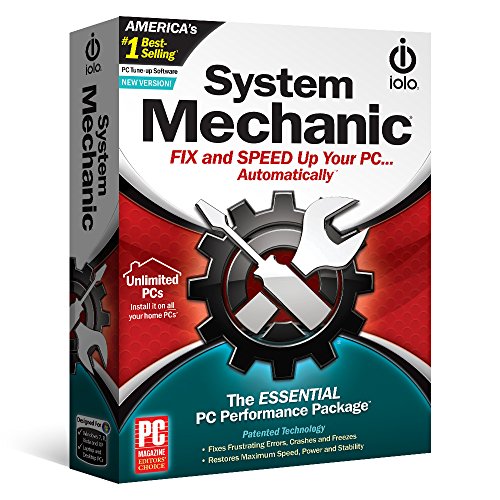 AMERICA's
#1 Best-
Selling*
PC Tune-up Software
NEW VERSION!
iolo
System
Mechanic
FIX and SPEED Up Your PC...
Automatically
Unlimited
PCs
Install it on all
your home PCs
The ESSENTIAL
PC Performance Package
Patented Technology
• Fixes Frustrating Errors, Crashes and Freezes
• Restores Maximum Speed, Power and Stability
PC
MAGAZINE
EDITORS'
CHOICE
System
Mechanic
Designed For